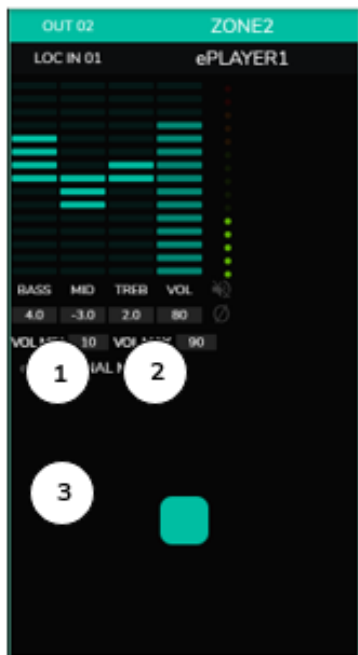 OUT 02 ZONE2
LOC IN 01 ePLAYER1
BASS MID TREB VOL
4.0 -3.0 2.0 80
10 90
1 2
3